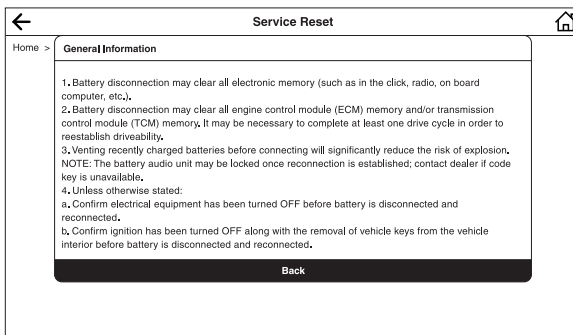 Service Reset
Home >
General Information
1. Battery disconnection may clear all electronic memory (such as in the click, radio, on board
computer, etc.).
2. Battery disconnection may clear all engine control module (ECM) memory and/or transmission
control module (TCM) memory. It may be necessary to complete at least one drive cycle in order to
reestablish driveability.
3. Venting recently charged batteries before connecting will significantly reduce the risk of explosion.
NOTE: The battery audio unit may be locked once reconnection is established; contact dealer if code
key is unavailable.
4. Unless otherwise stated:
a. Confirm electrical equipment has been turned OFF before battery is disconnected and
reconnected.
b. Confirm ignition has been turned OFF along with the removal of vehicle keys from the vehicle
interior before battery is disconnected and reconnected.
Back